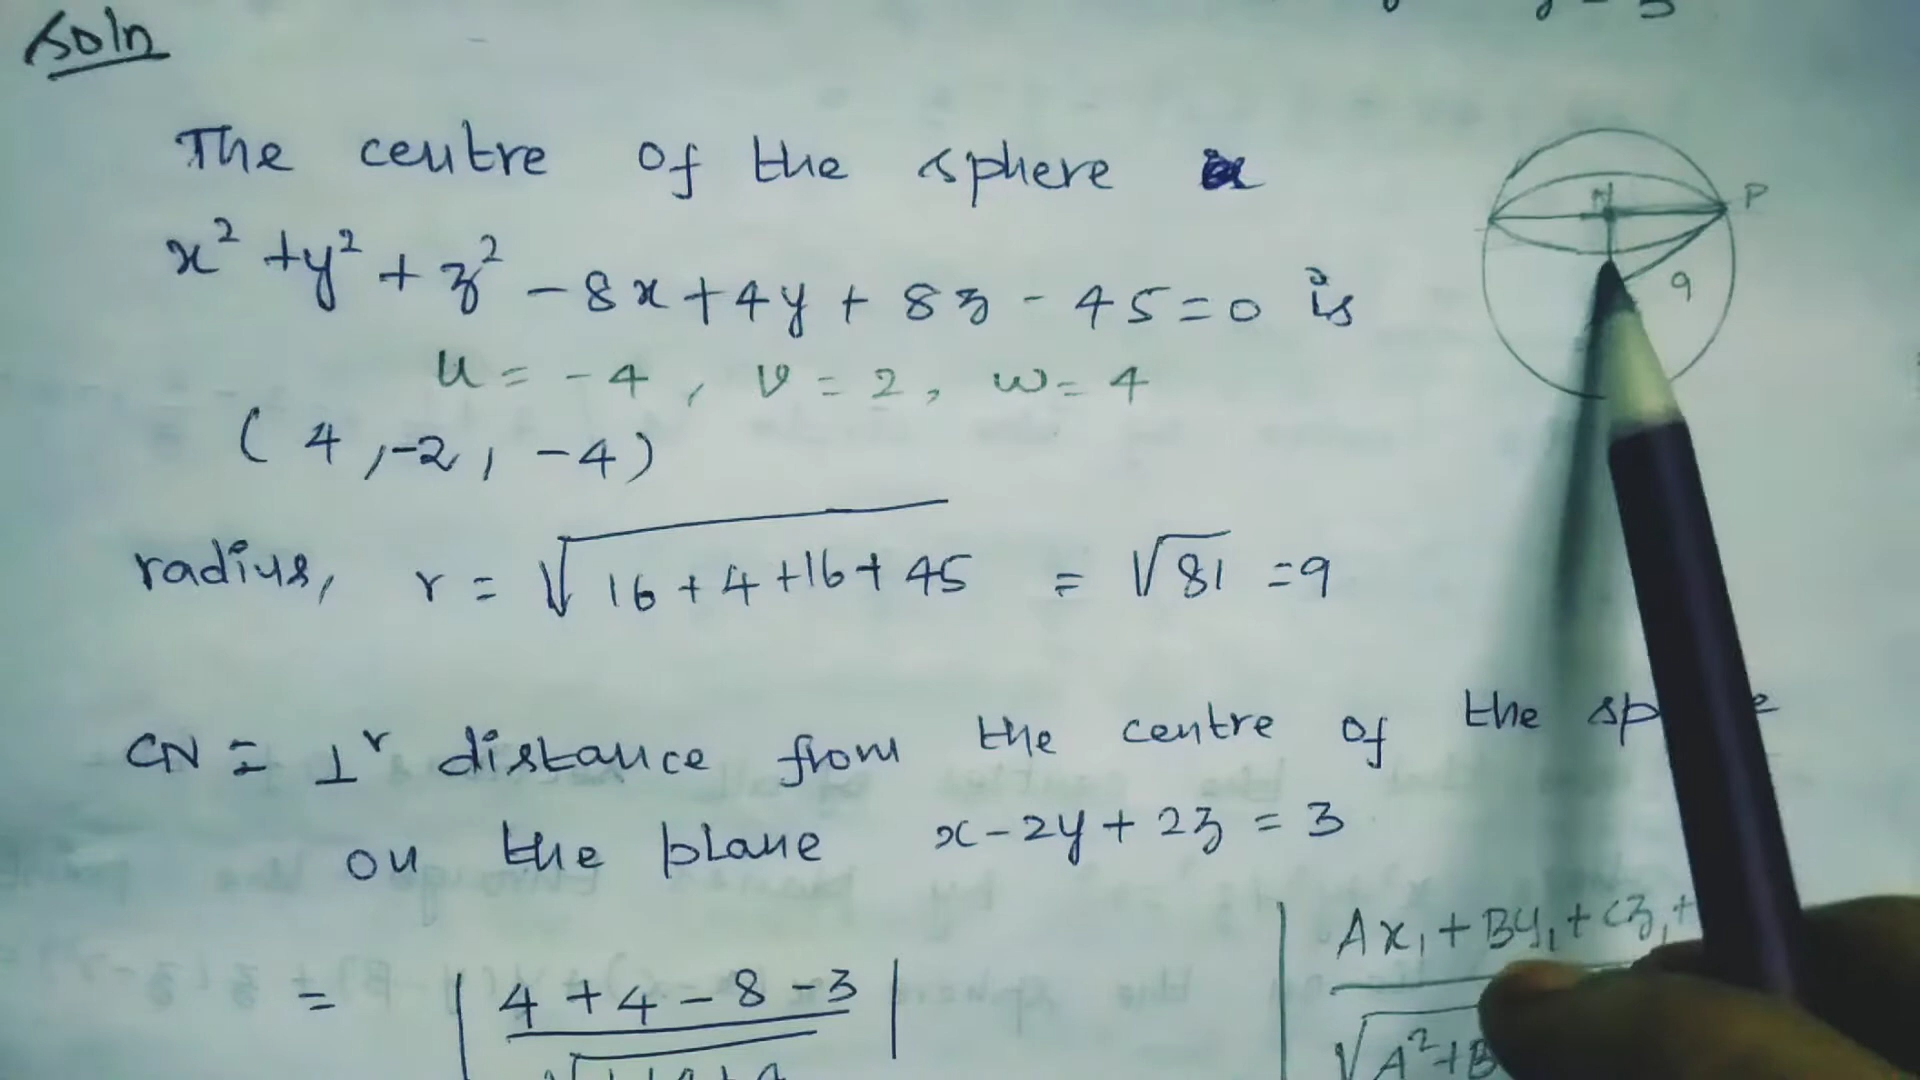 Soln
The centre of the sphere
x² + y² + z² - 8x + 4y + 8z - 45 = 0 is
u = -4, v = 2, w = 4
(4, -2, -4)
radius, r = √16 + 4 + 16 + 45 = √81 = 9
CN = ⊥ʳ distance from the centre of the
on the plane x - 2y + 2z = 3
= | 4 + 4 - 8 - 3 |
| Ax₁ + By₁ + Cz₁ +
√A² + B
N
P
9